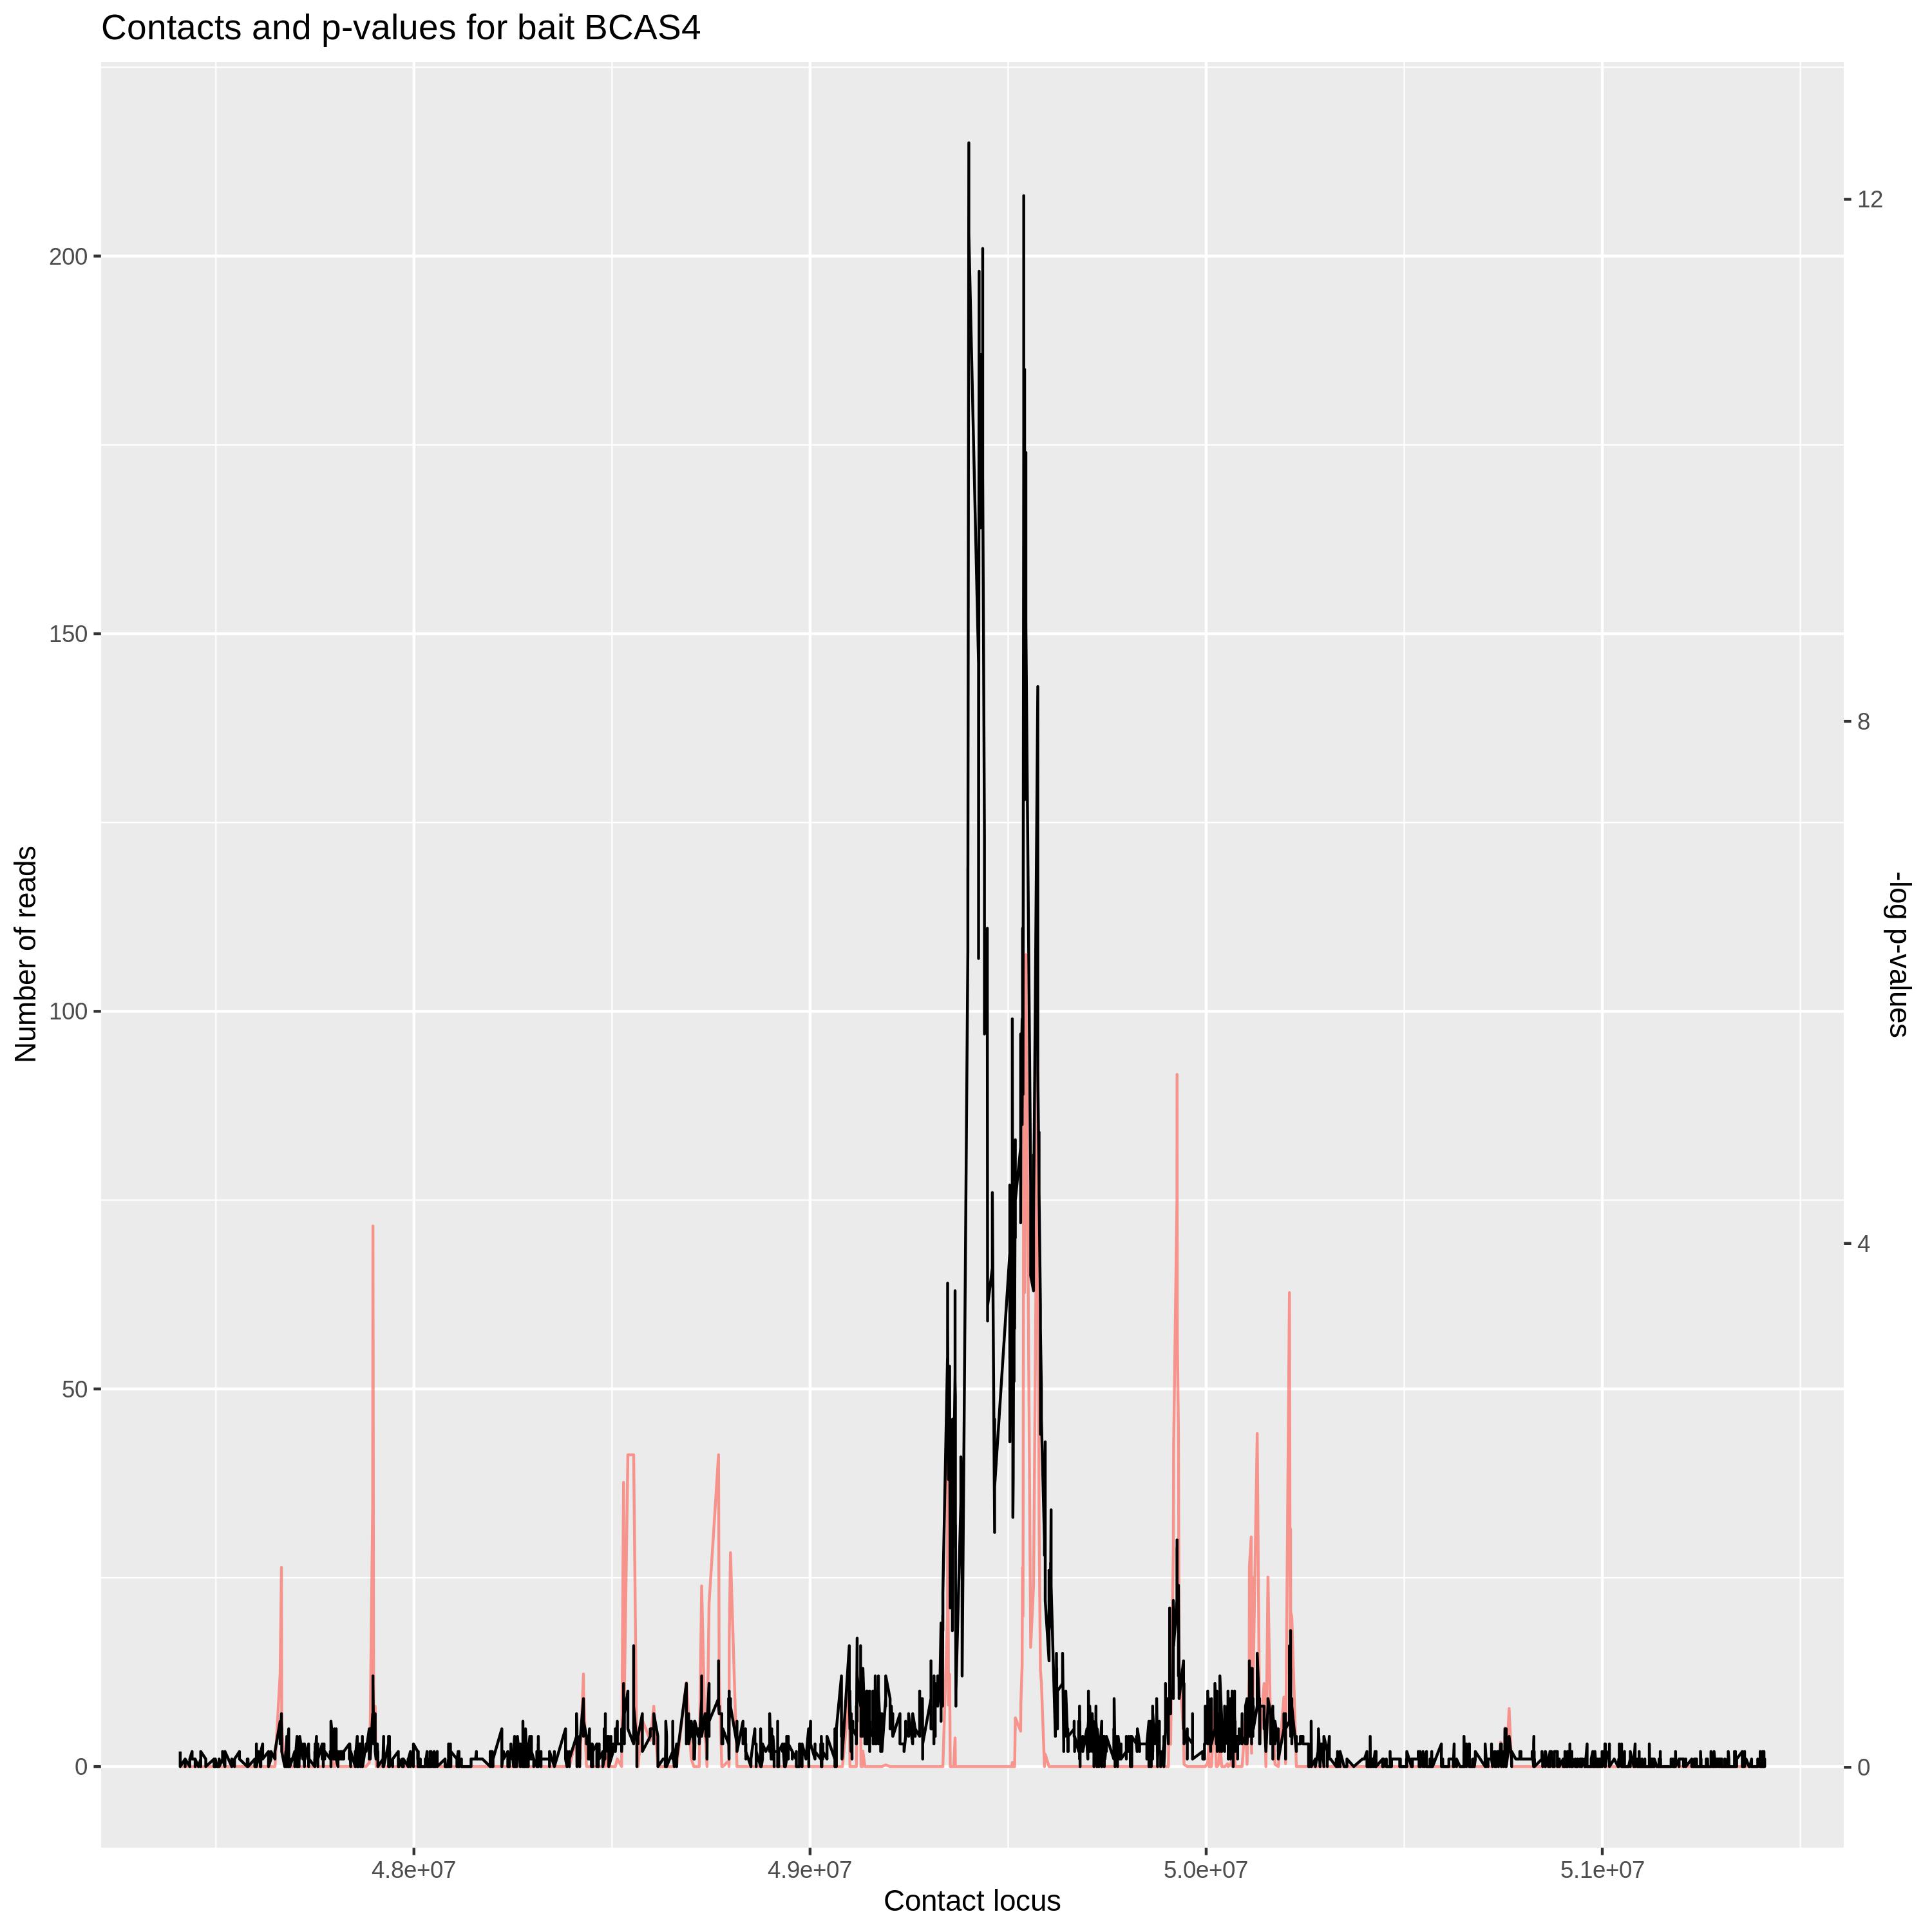 Contacts and p-values for bait BCAS4
200
150
100
50
0
Number of reads
12
8
4
0
-log p-values
4.8e+07
4.9e+07
5.0e+07
5.1e+07
Contact locus